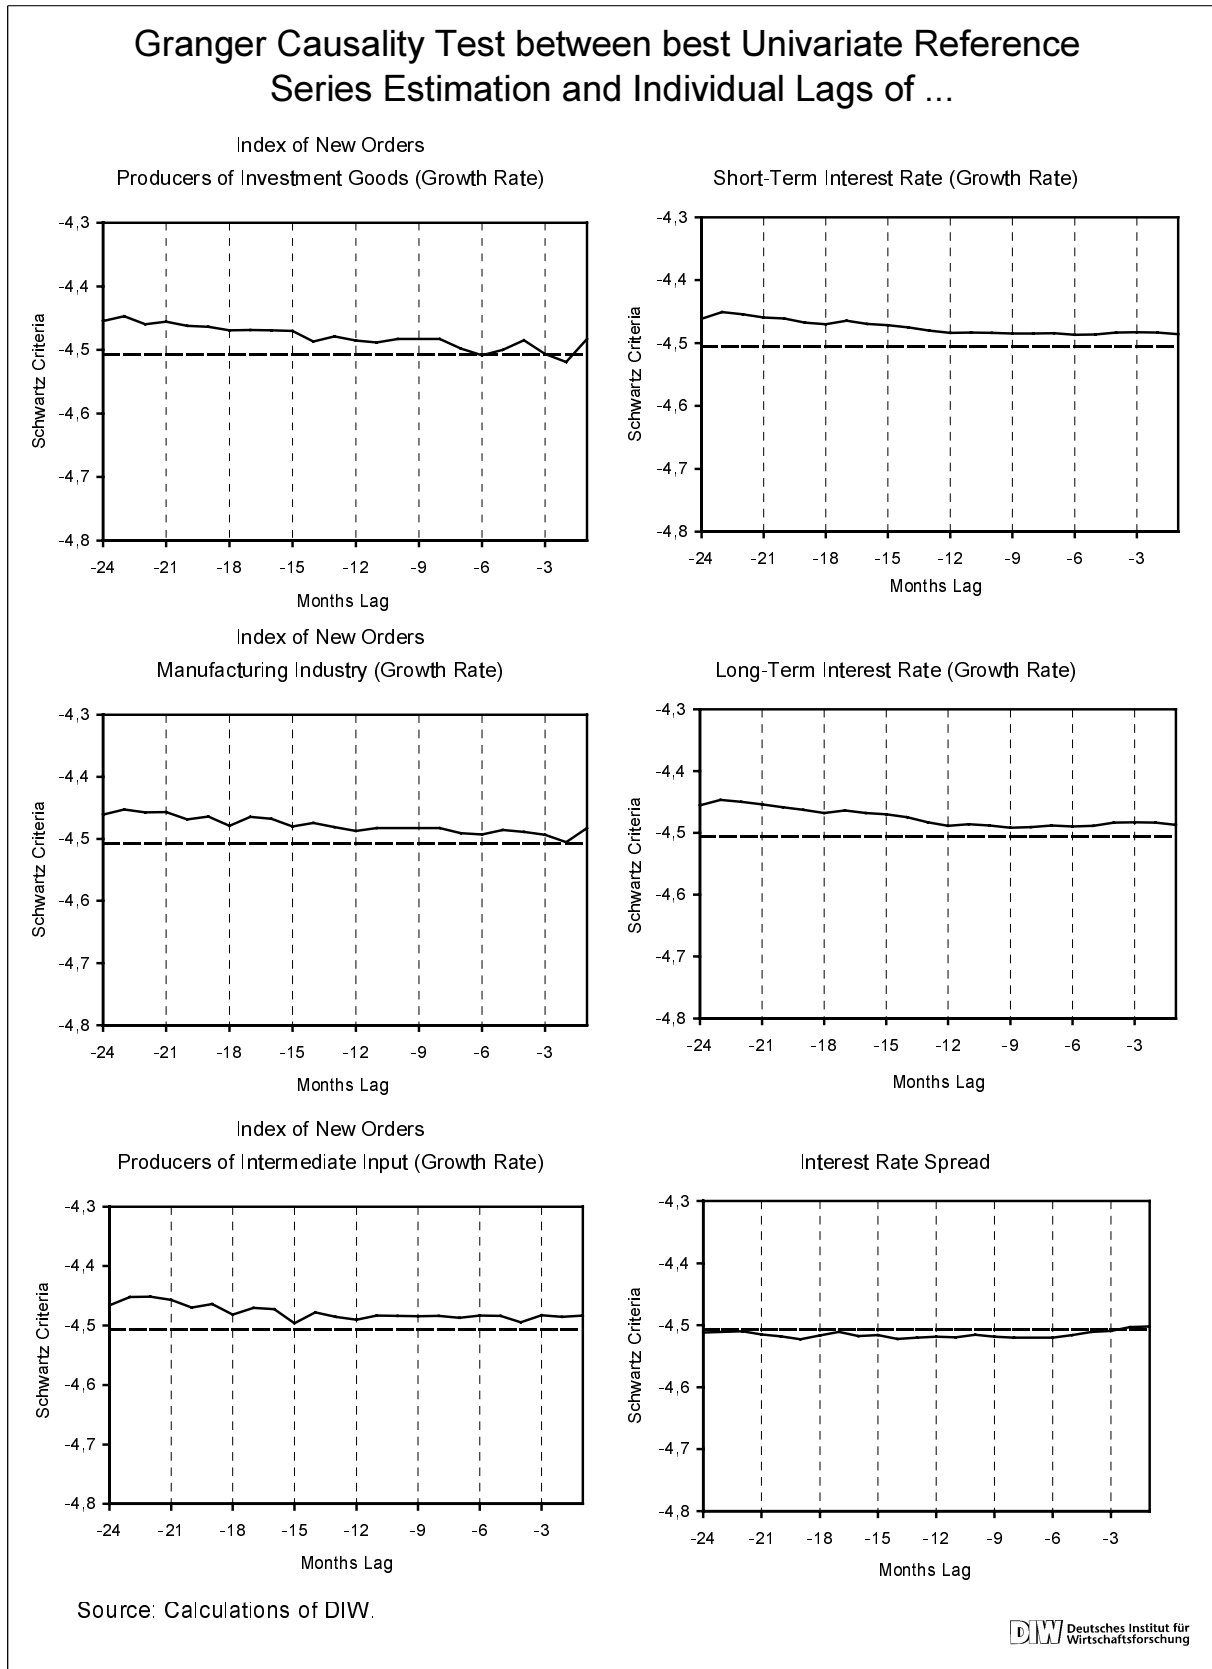 Granger Causality Test between best Univariate Reference
Series Estimation and Individual Lags of ...
Index of New Orders
Producers of Investment Goods (Growth Rate)
-4,3
-4,4
-4,5
-4,6
-4,7
-4,8
Schwartz Criteria
-24 -21 -18 -15 -12 -9 -6 -3
Months Lag
Short-Term Interest Rate (Growth Rate)
-4,3
-4,4
-4,5
-4,6
-4,7
-4,8
Schwartz Criteria
-24 -21 -18 -15 -12 -9 -6 -3
Months Lag
Index of New Orders
Manufacturing Industry (Growth Rate)
-4,3
-4,4
-4,5
-4,6
-4,7
-4,8
Schwartz Criteria
-24 -21 -18 -15 -12 -9 -6 -3
Months Lag
Long-Term Interest Rate (Growth Rate)
-4,3
-4,4
-4,5
-4,6
-4,7
-4,8
Schwartz Criteria
-24 -21 -18 -15 -12 -9 -6 -3
Months Lag
Index of New Orders
Producers of Intermediate Input (Growth Rate)
-4,3
-4,4
-4,5
-4,6
-4,7
-4,8
Schwartz Criteria
-24 -21 -18 -15 -12 -9 -6 -3
Months Lag
Interest Rate Spread
-4,3
-4,4
-4,5
-4,6
-4,7
-4,8
Schwartz Criteria
-24 -21 -18 -15 -12 -9 -6 -3
Months Lag
Source: Calculations of DIW.
DIW Deutsches Institut für
Wirtschaftsforschung